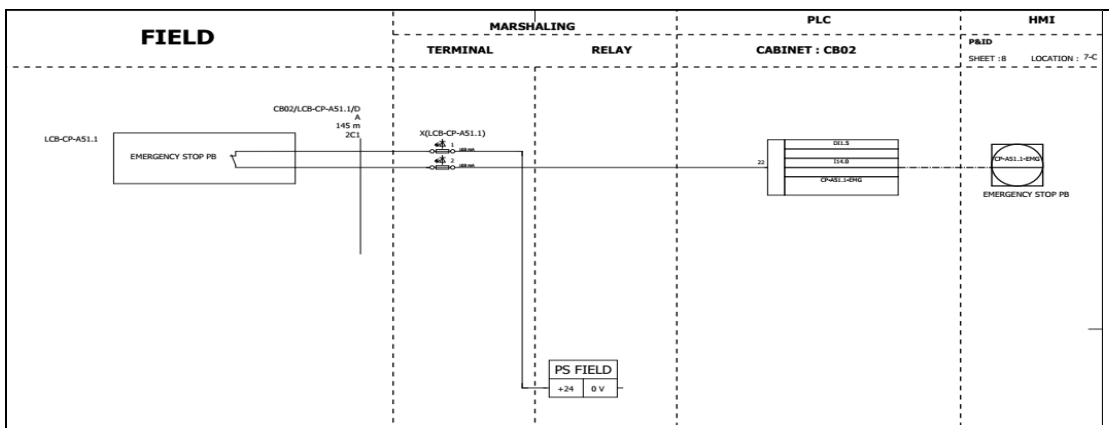 FIELD
MARSHALING
TERMINAL
RELAY
PLC
CABINET : CB02
HMI
P&ID
SHEET :8 LOCATION : 7-C
CB02/LCB-CP-A51.1/D
A
145 m
2C1
LCB-CP-A51.1
EMERGENCY STOP PB
X(LCB-CP-A51.1)
1
2
22
DI1.5
I14.0
CP-A51.1-EMG
CP-A51.1-EMG
EMERGENCY STOP PB
PS FIELD
+24 0 V